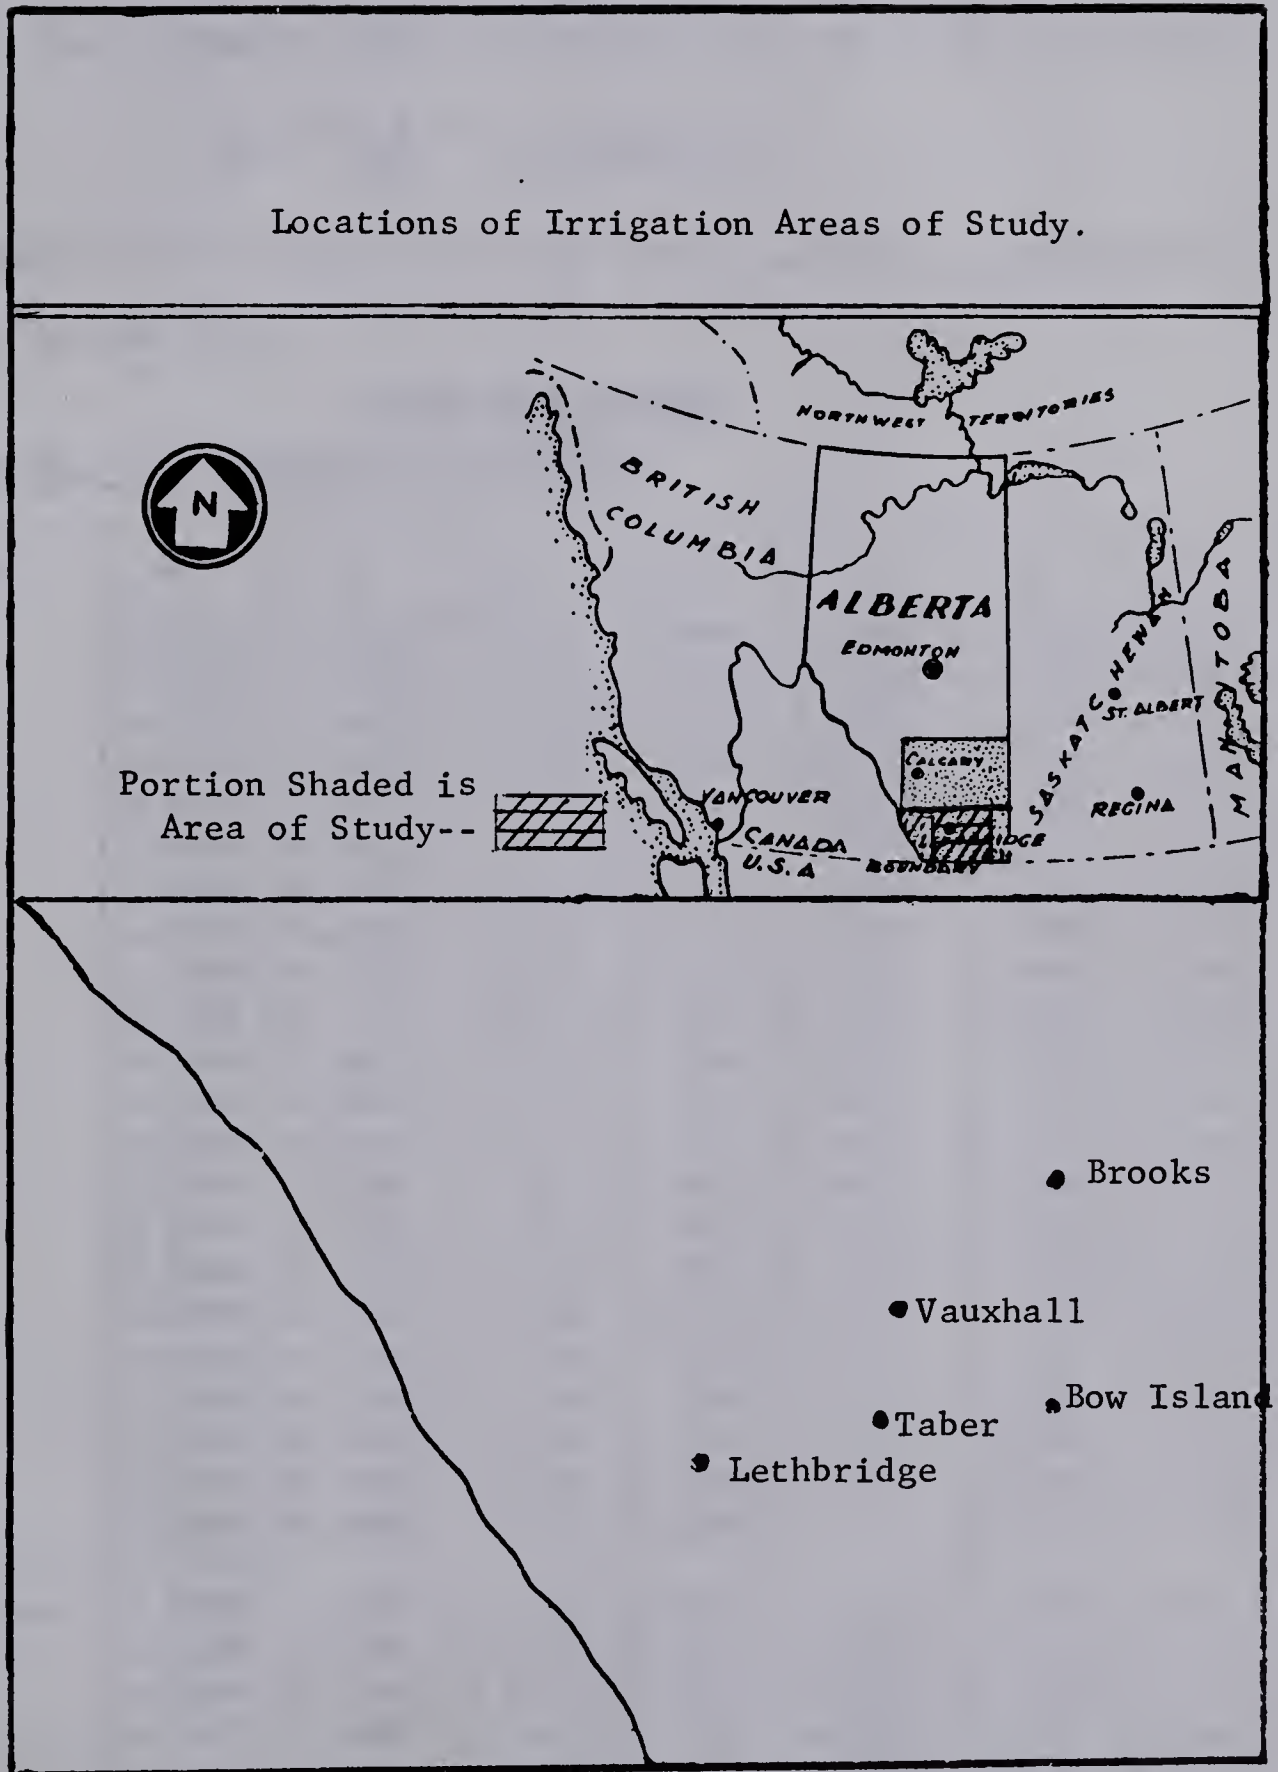 Locations of Irrigation Areas of Study.
NORTHWEST TERRITORIES
N
BRITISH
COLUMBIA
ALBERTA
EDMONTON
SASKATCHEWAN
MANITOBA
ST. ALBERT
CALGARY
Portion Shaded is
Area of Study--
VANCOUVER
REGINA
CANADA
U.S.A
BOUNDARY
Brooks
Vauxhall
Bow Island
Taber
Lethbridge